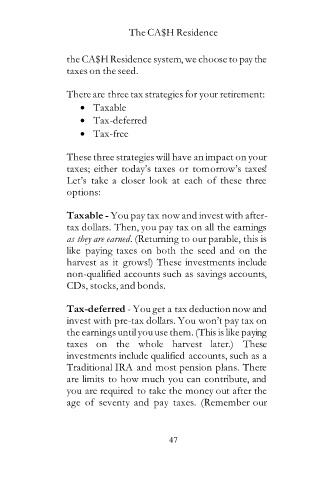 The CA$H Residence
the CA$H Residence system, we choose to pay the
taxes on the seed.
There are three tax strategies for your retirement:
• Taxable
• Tax-deferred
• Tax-free
These three strategies will have an impact on your
taxes; either today's taxes or tomorrow's taxes!
Let's take a closer look at each of these three
options:
Taxable - You pay tax now and invest with after-
tax dollars. Then, you pay tax on all the earnings
as they are earned. (Returning to our parable, this is
like paying taxes on both the seed and on the
harvest as it grows!) These investments include
non-qualified accounts such as savings accounts,
CDs, stocks, and bonds.
Tax-deferred - You get a tax deduction now and
invest with pre-tax dollars. You won't pay tax on
the earnings until you use them. (This is like paying
taxes on the whole harvest later.) These
investments include qualified accounts, such as a
Traditional IRA and most pension plans. There
are limits to how much you can contribute, and
you are required to take the money out after the
age of seventy and pay taxes. (Remember our
47